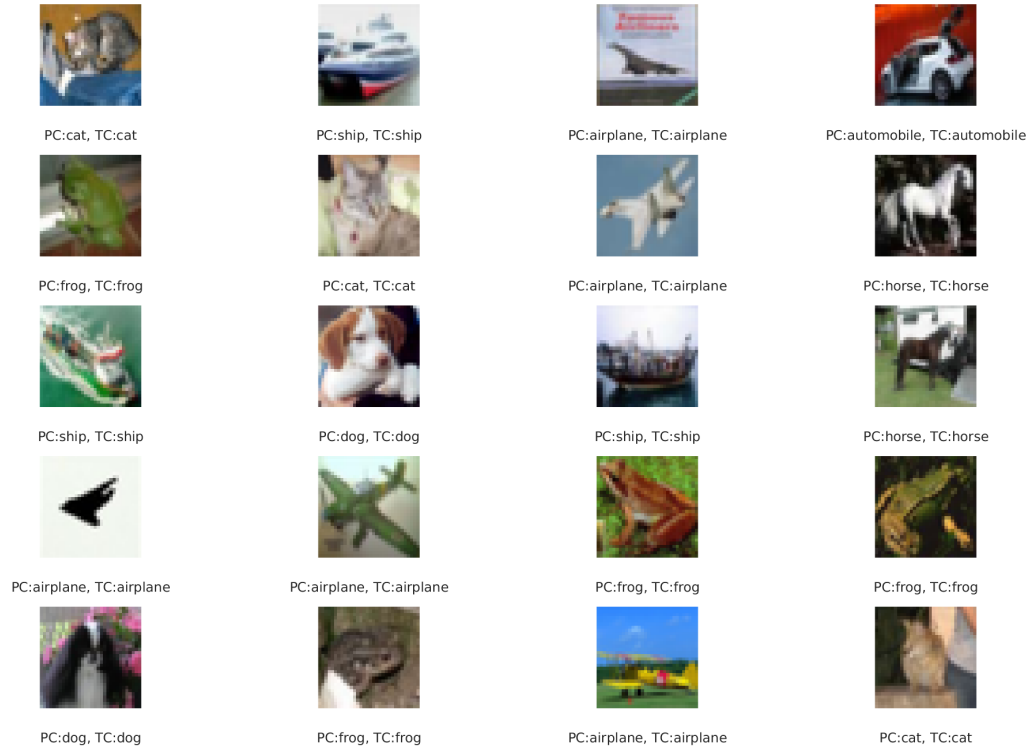 PC:cat, TC:cat
PC:ship, TC:ship
PC:airplane, TC:airplane
PC:automobile, TC:automobile
PC:frog, TC:frog
PC:cat, TC:cat
PC:airplane, TC:airplane
PC:horse, TC:horse
PC:ship, TC:ship
PC:dog, TC:dog
PC:ship, TC:ship
PC:horse, TC:horse
PC:airplane, TC:airplane
PC:airplane, TC:airplane
PC:frog, TC:frog
PC:frog, TC:frog
PC:dog, TC:dog
PC:frog, TC:frog
PC:airplane, TC:airplane
PC:cat, TC:cat